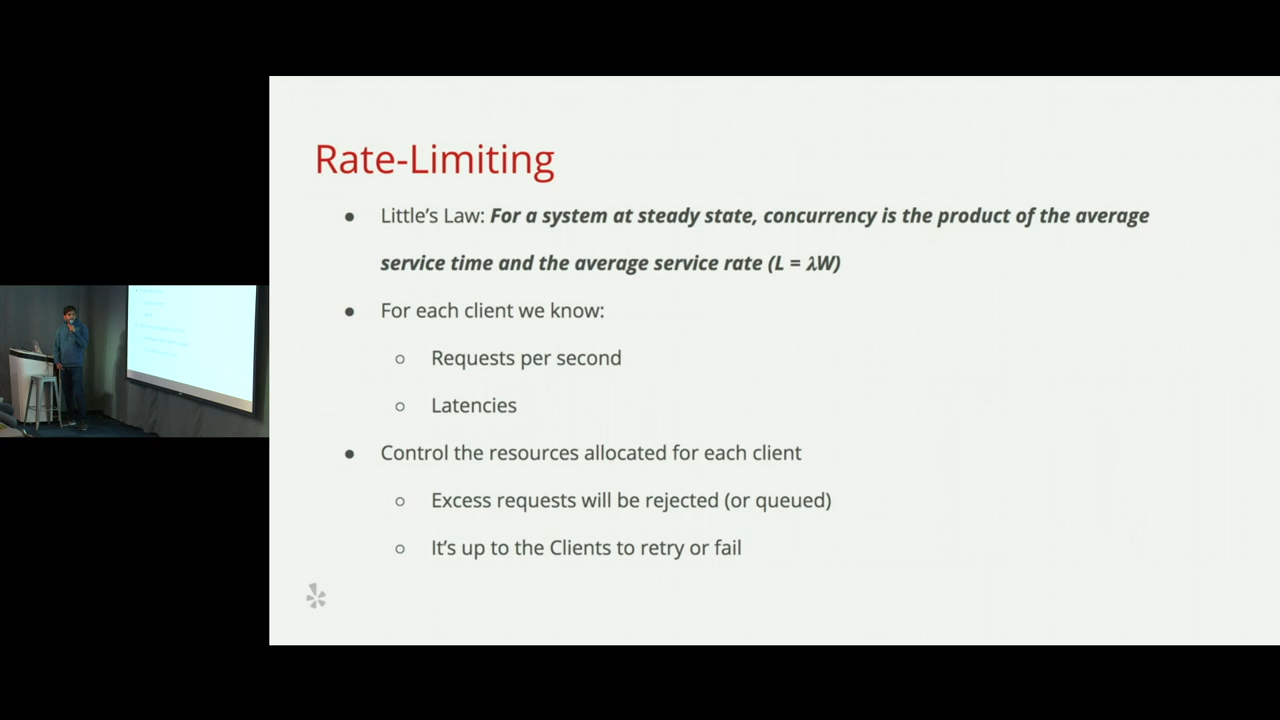 Rate-Limiting
● Little's Law: For a system at steady state, concurrency is the product of the average
service time and the average service rate (L = λW)
● For each client we know:
○ Requests per second
○ Latencies
● Control the resources allocated for each client
○ Excess requests will be rejected (or queued)
○ It's up to the Clients to retry or fail